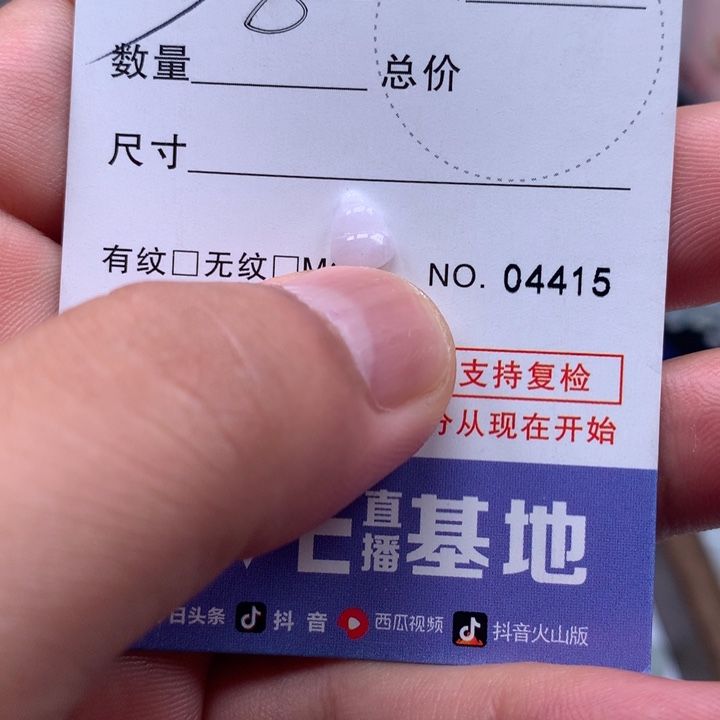 数量 总价
尺寸
有纹□无纹□M NO. 04415
支持复检
从现在开始
直播基地
日头条 抖音 西瓜视频 抖音火山版